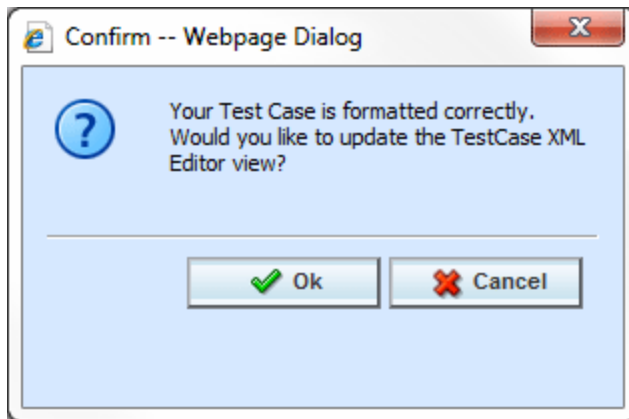 Confirm -- Webpage Dialog
Your Test Case is formatted correctly.
Would you like to update the TestCase XML
Editor view?
Ok
Cancel